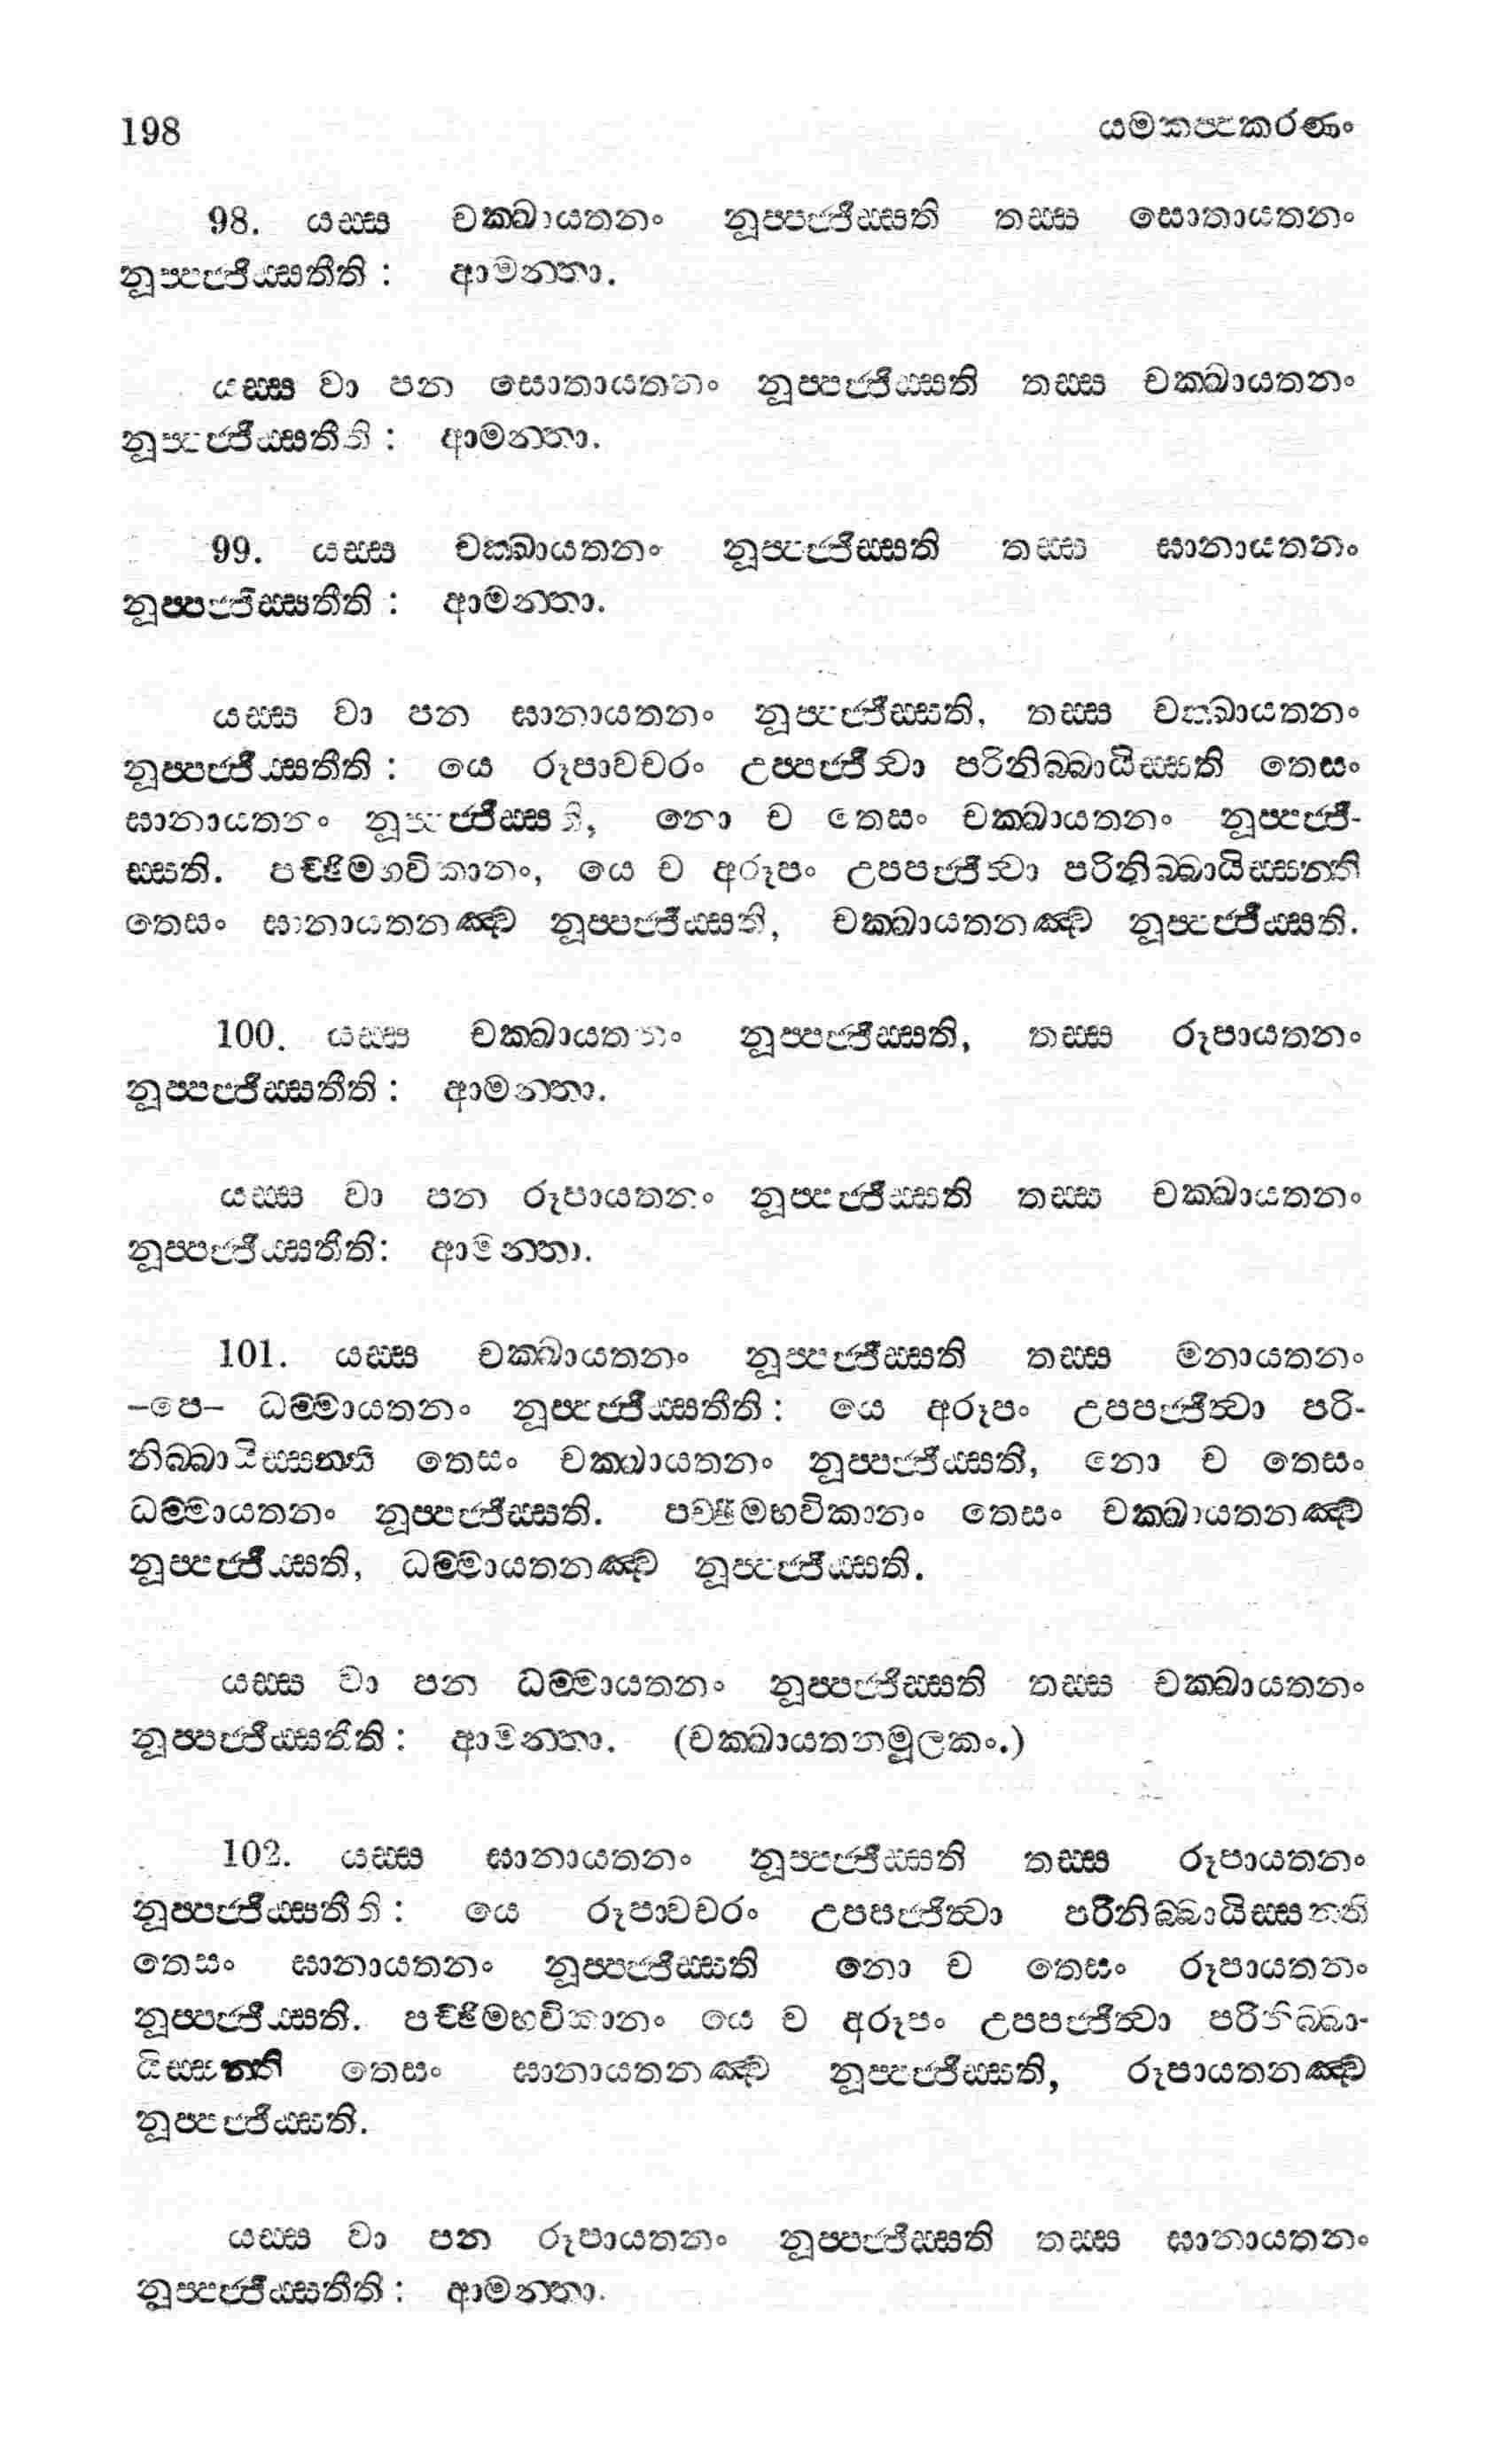 198 යමකප්පකරණං
98. යස්ස චක්ඛායතනං නූප්පජ්ජිස්සති තස්ස සොතායතනං
නූප්පජ්ජිස්සතීති : ආමන්තා.
යස්ස වා පන සොතායතනං නූප්පජ්ජිස්සති තස්ස චක්ඛායතනං
නූප්පජ්ජිස්සතීති : ආමන්තා.
99. යස්ස චක්ඛායතනං නූප්පජ්ජිස්සති තස්ස ඝානායතනං
නූප්පජ්ජිස්සතීති : ආමන්තා.
යස්ස වා පන ඝානායතනං නූප්පජ්ජිස්සති, තස්ස චක්ඛායතනං
නූප්පජ්ජිස්සතීති : යෙ රූපාවචරං උප්පජ්ජිත්වා පරිනිබ්බායිස්සති තෙසං
ඝානායතනං නූප්පජ්ජිස්සති, නො ච තෙසං චක්ඛායතනං නූප්පජ්ජි-
ස්සති. පච්ඡිමභවිකානං, යෙ ච අරූපං උපපජ්ජිත්වා පරිනිබ්බායිස්සන්ති
තෙසං ඝානායතනඤ්ච නූප්පජ්ජිස්සති, චක්ඛායතනඤ්ච නූප්පජ්ජිස්සති.
100. යස්ස චක්ඛායතනං නූප්පජ්ජිස්සති, තස්ස රූපායතනං
නූප්පජ්ජිස්සතීති : ආමන්තා.
යස්ස වා පන රූපායතනං නූප්පජ්ජිස්සති තස්ස චක්ඛායතනං
නූප්පජ්ජිස්සතීති: ආමන්තා.
101. යස්ස චක්ඛායතනං නූප්පජ්ජිස්සති තස්ස මනායතනං
–පෙ– ධම්මායතනං නූප්පජ්ජිස්සතීති : යෙ අරූපං උපපජ්ජිත්වා පරි-
නිබ්බායිස්සන්ති තෙසං චක්ඛායතනං නූප්පජ්ජිස්සති, නො ච තෙසං
ධම්මායතනං නූප්පජ්ජිස්සති. පච්ඡිමභවිකානං තෙසං චක්ඛායතනඤ්ච
නූප්පජ්ජිස්සති, ධම්මායතනඤ්ච නූප්පජ්ජිස්සති.
යස්ස වා පන ධම්මායතනං නූප්පජ්ජිස්සති තස්ස චක්ඛායතනං
නූප්පජ්ජිස්සතීති : ආමන්තා. (චක්ඛායතනමූලකං.)
102. යස්ස ඝානායතනං නූප්පජ්ජිස්සති තස්ස රූපායතනං
නූප්පජ්ජිස්සතීති : යෙ රූපාවචරං උපපජ්ජිත්වා පරිනිබ්බායිස්සන්ති
තෙසං ඝානායතනං නූප්පජ්ජිස්සති නො ච තෙසං රූපායතනං
නූප්පජ්ජිස්සති. පච්ඡිමභවිකානං යෙ ච අරූපං උපපජ්ජිත්වා පරිනිබ්බා-
යිස්සන්ති තෙසං ඝානායතනඤ්ච නූප්පජ්ජිස්සති, රූපායතනඤ්ච
නූප්පජ්ජිස්සති.
යස්ස වා පන රූපායතනං නූප්පජ්ජිස්සති තස්ස ඝානායතනං
නූප්පජ්ජිස්සතීති : ආමන්තා.